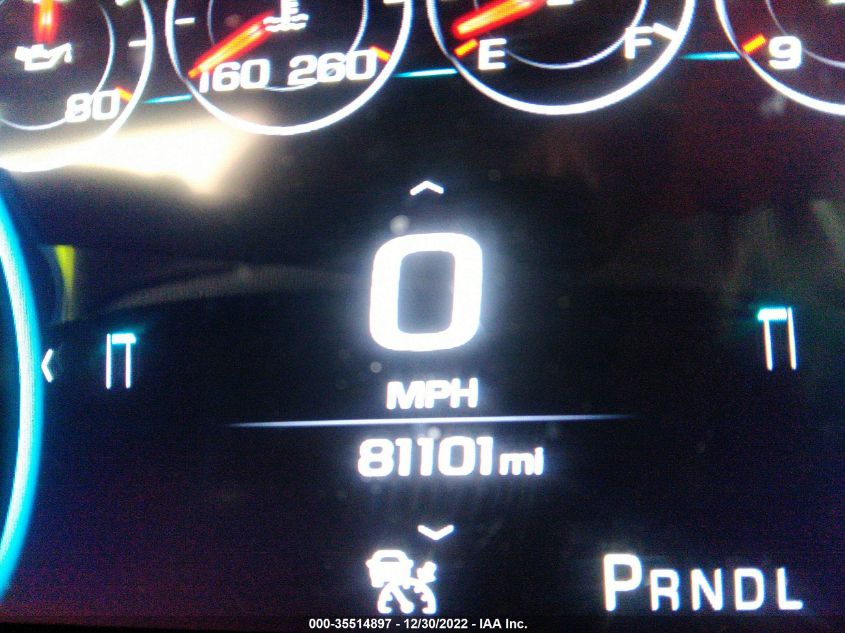 80
160 260
E F
9
0
MPH
81101 mi
PRNDL
000-35514897 - 12/30/2022 - IAA Inc.